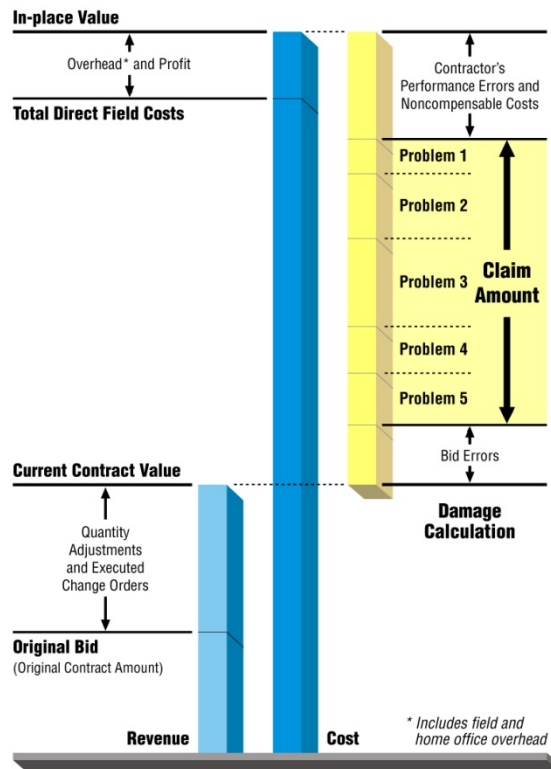 In-place Value
Overhead* and Profit
Total Direct Field Costs
Contractor's
Performance Errors and
Noncompensable Costs
Problem 1
Problem 2
Problem 3
Problem 4
Problem 5
Claim
Amount
Bid Errors
Current Contract Value
Damage
Calculation
Quantity
Adjustments
and Executed
Change Orders
Original Bid
(Original Contract Amount)
Revenue
Cost
* Includes field and
home office overhead